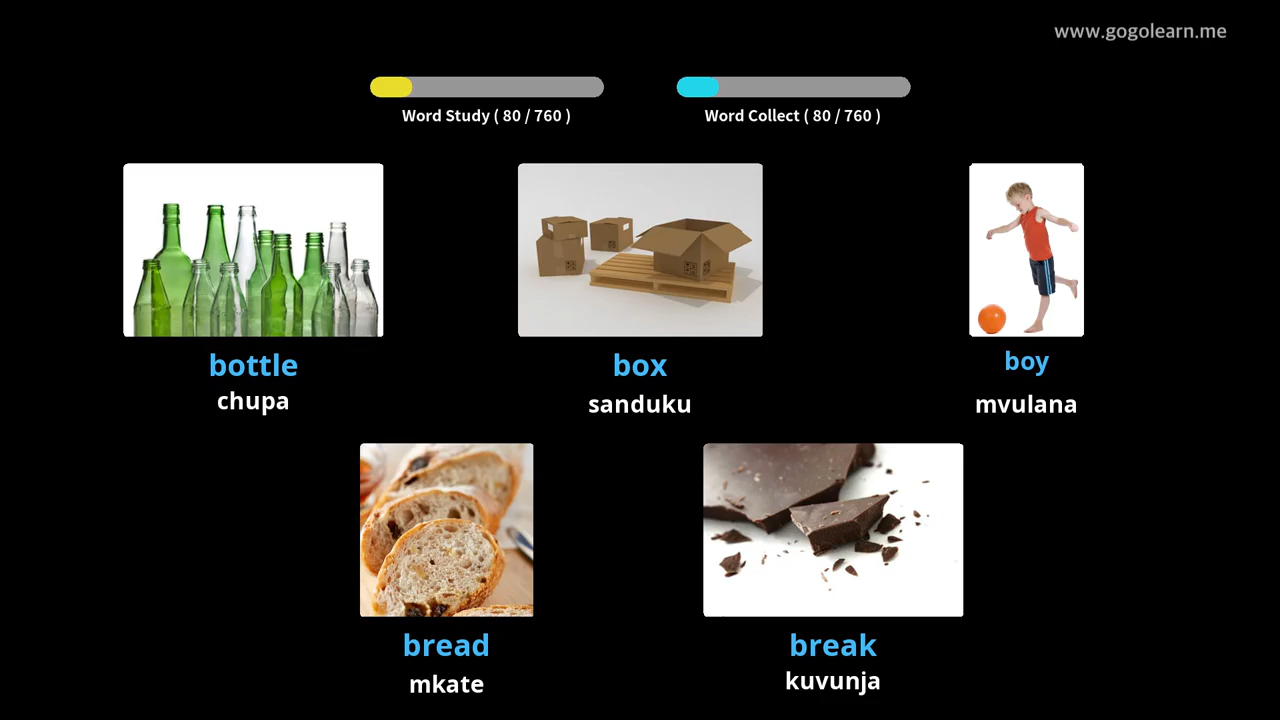 www.gogolearn.me
Word Study ( 80 / 760 )
Word Collect ( 80 / 760 )
bottle
chupa
box
sanduku
boy
mvulana
bread
mkate
break
kuvunja